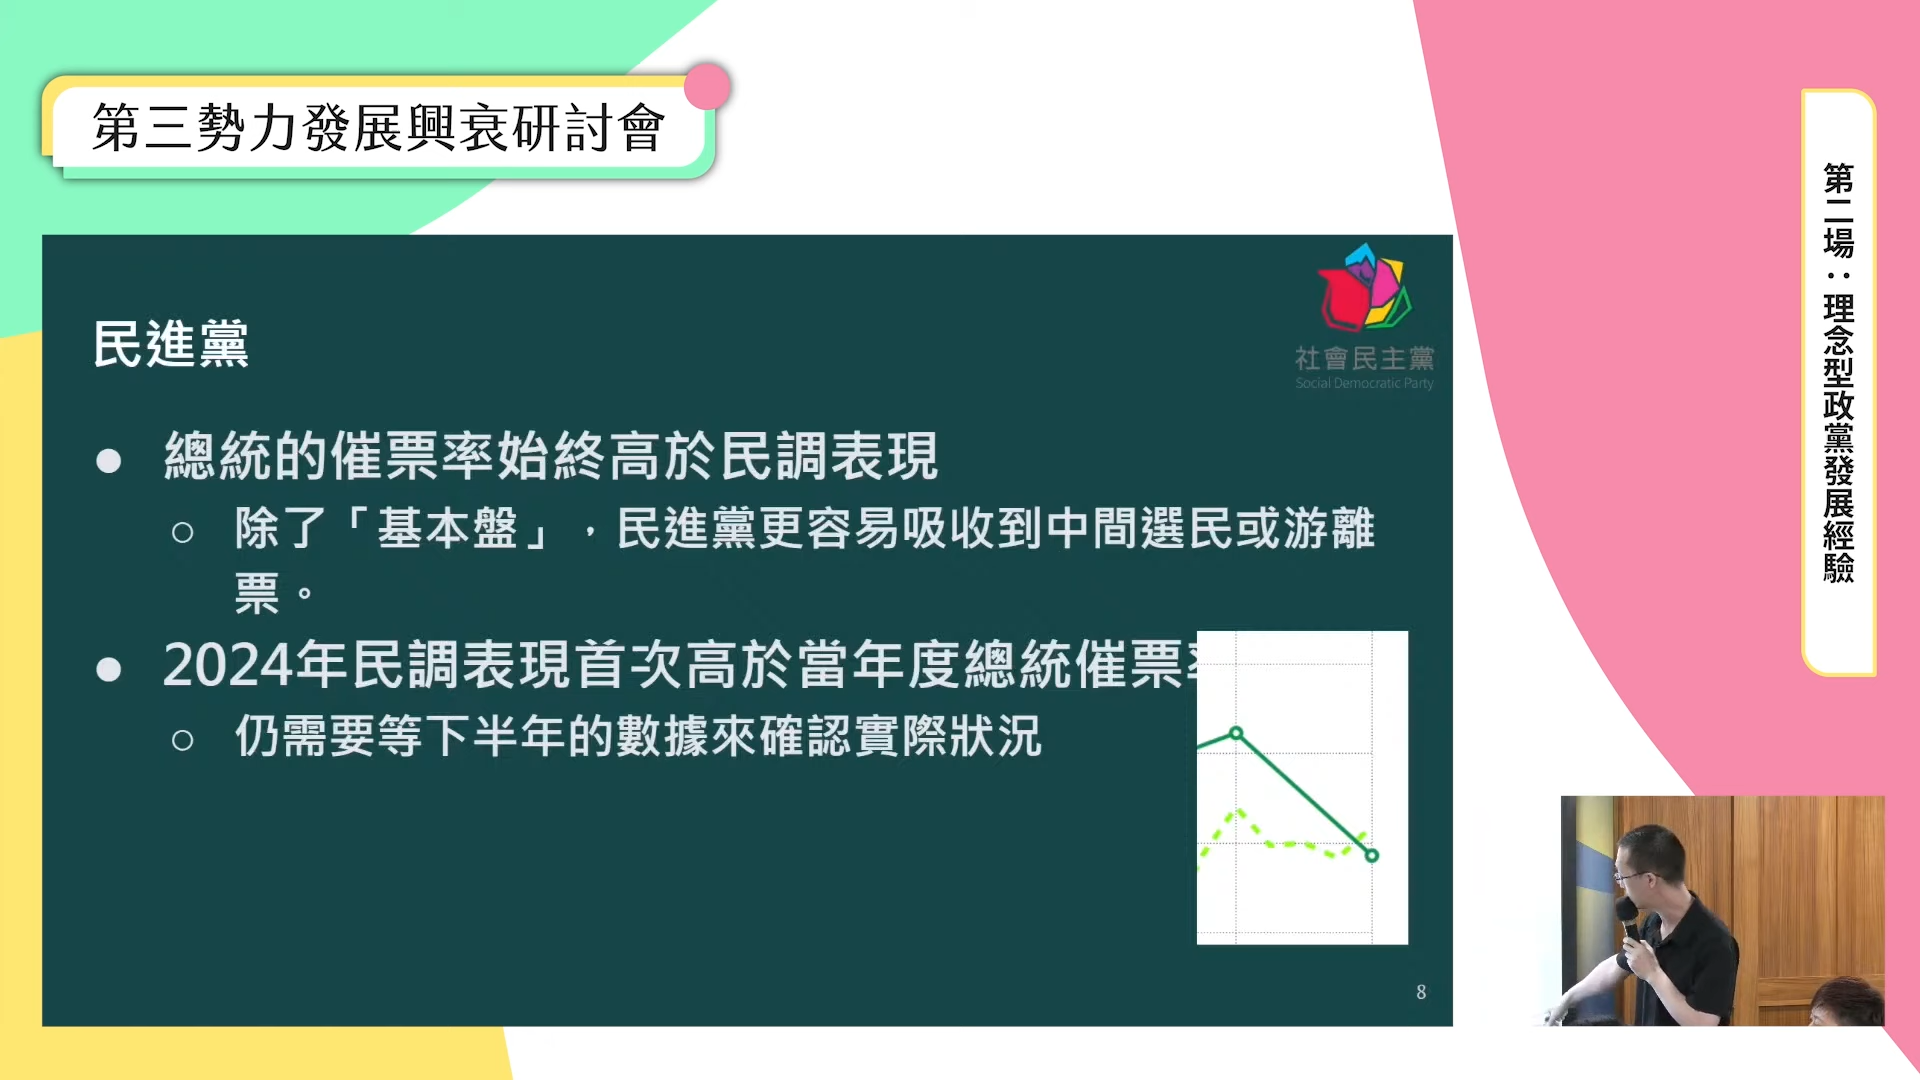 第三勢力發展興衰研討會
第二場：理念型政黨發展經驗
社會民主黨
Social Democratic Party
民進黨
● 總統的催票率始終高於民調表現
○ 除了「基本盤」，民進黨更容易吸收到中間選民或游離
票。
● 2024年民調表現首次高於當年度總統催票
○ 仍需要等下半年的數據來確認實際狀況
8